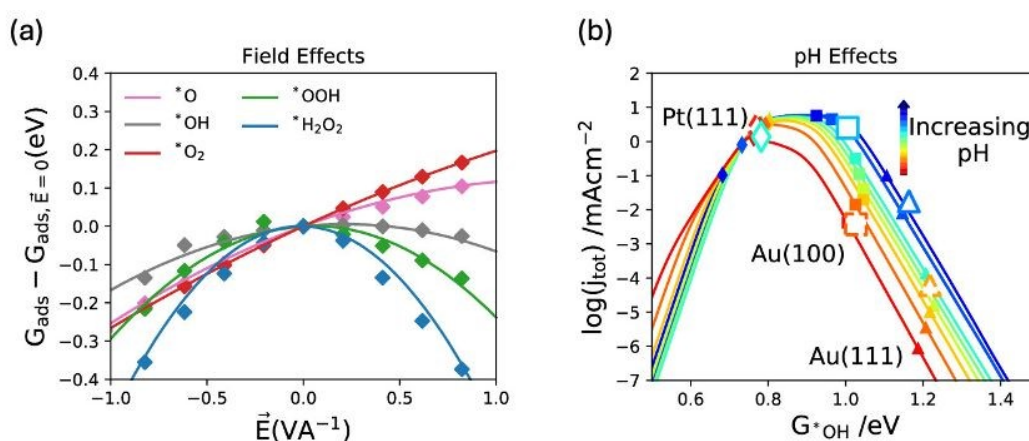 (a)
Field Effects
G_ads − G_ads, E⃗=0 (eV)
0.4
0.3
0.2
0.1
0.0
−0.1
−0.2
−0.3
−0.4
*O
*OH
*O₂
*OOH
*H₂O₂
−1.0 −0.5 0.0 0.5 1.0
E⃗(VA⁻¹)
(b)
pH Effects
log(j_tot) /mAcm⁻²
2
1
0
−1
−2
−3
−4
−5
−6
−7
Pt(111)
Increasing
pH
Au(100)
Au(111)
0.6 0.8 1.0 1.2 1.4
G*OH /eV